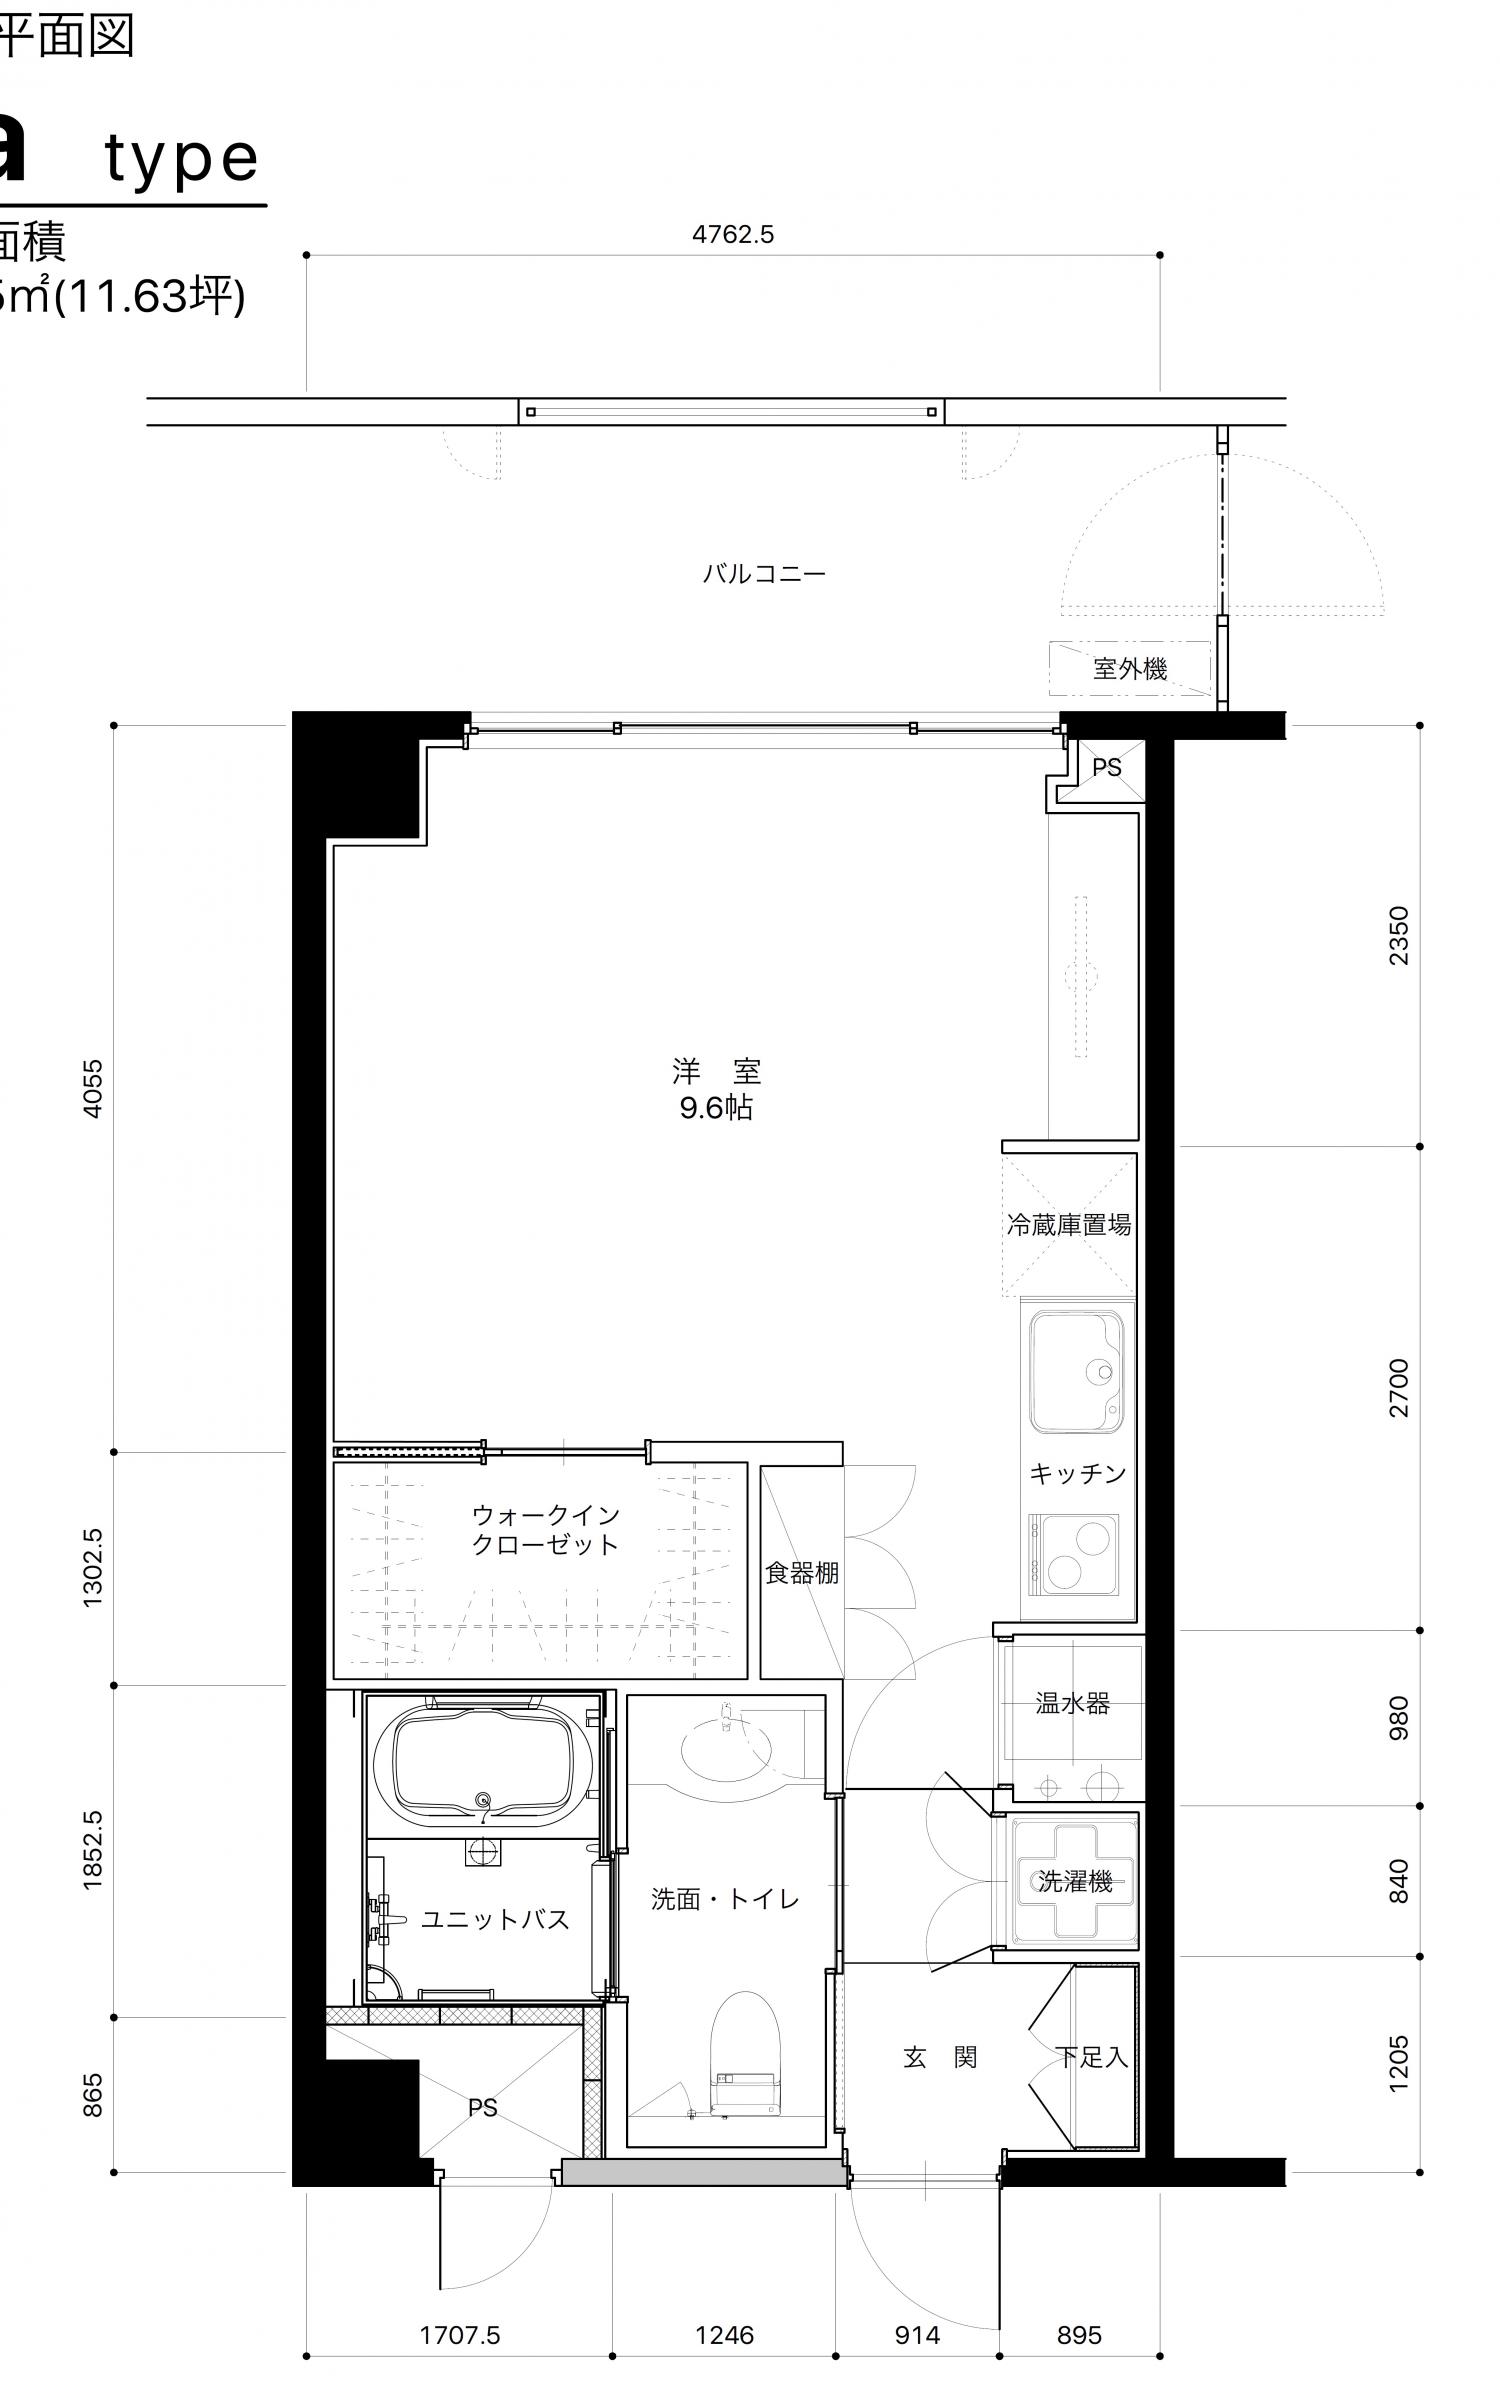 平面図
a type
面積
5㎡(11.63坪)
4762.5
バルコニー
室外機
PS
2350
4055
洋 室
9.6帖
冷蔵庫置場
2700
キッチン
ウォークイン
クローゼット
1302.5
食器棚
温水器
980
1852.5
洗濯機
840
洗面・トイレ
ユニットバス
玄 関
下足入
1205
865
PS
1707.5
1246
914
895